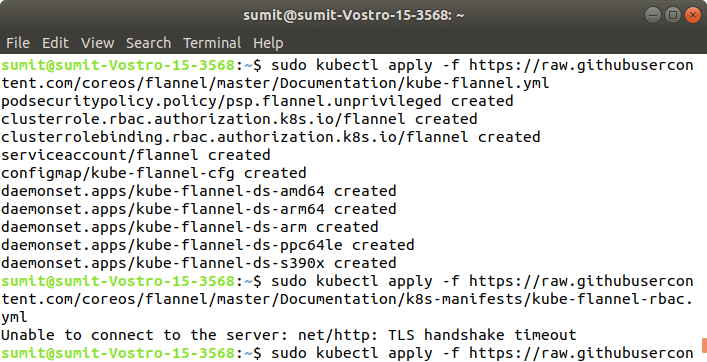 sumit@sumit-Vostro-15-3568: ~
File Edit View Search Terminal Help
sumit@sumit-Vostro-15-3568:~$ sudo kubectl apply -f https://raw.githubusercon
tent.com/coreos/flannel/master/Documentation/kube-flannel.yml
podsecuritypolicy.policy/psp.flannel.unprivileged created
clusterrole.rbac.authorization.k8s.io/flannel created
clusterrolebinding.rbac.authorization.k8s.io/flannel created
serviceaccount/flannel created
configmap/kube-flannel-cfg created
daemonset.apps/kube-flannel-ds-amd64 created
daemonset.apps/kube-flannel-ds-arm64 created
daemonset.apps/kube-flannel-ds-arm created
daemonset.apps/kube-flannel-ds-ppc64le created
daemonset.apps/kube-flannel-ds-s390x created
sumit@sumit-Vostro-15-3568:~$ sudo kubectl apply -f https://raw.githubusercon
tent.com/coreos/flannel/master/Documentation/k8s-manifests/kube-flannel-rbac.
yml
Unable to connect to the server: net/http: TLS handshake timeout
sumit@sumit-Vostro-15-3568:~$ sudo kubectl apply -f https://raw.githubusercon